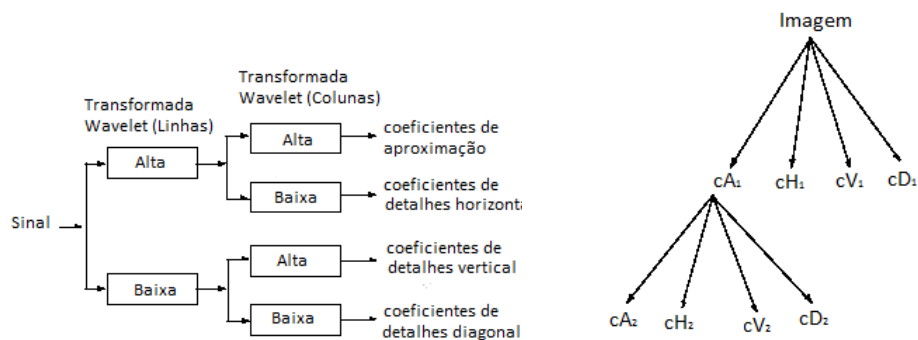 Transformada
Wavelet (Linhas)
Transformada
Wavelet (Colunas)
Sinal
Alta
Baixa
Alta
coeficientes de
aproximação
Baixa
coeficientes de
detalhes horizonta
Alta
coeficientes de
detalhes vertical
Baixa
coeficientes de
detalhes diagonal
Imagem
cA₁ cH₁ cV₁ cD₁
cA₂ cH₂ cV₂ cD₂